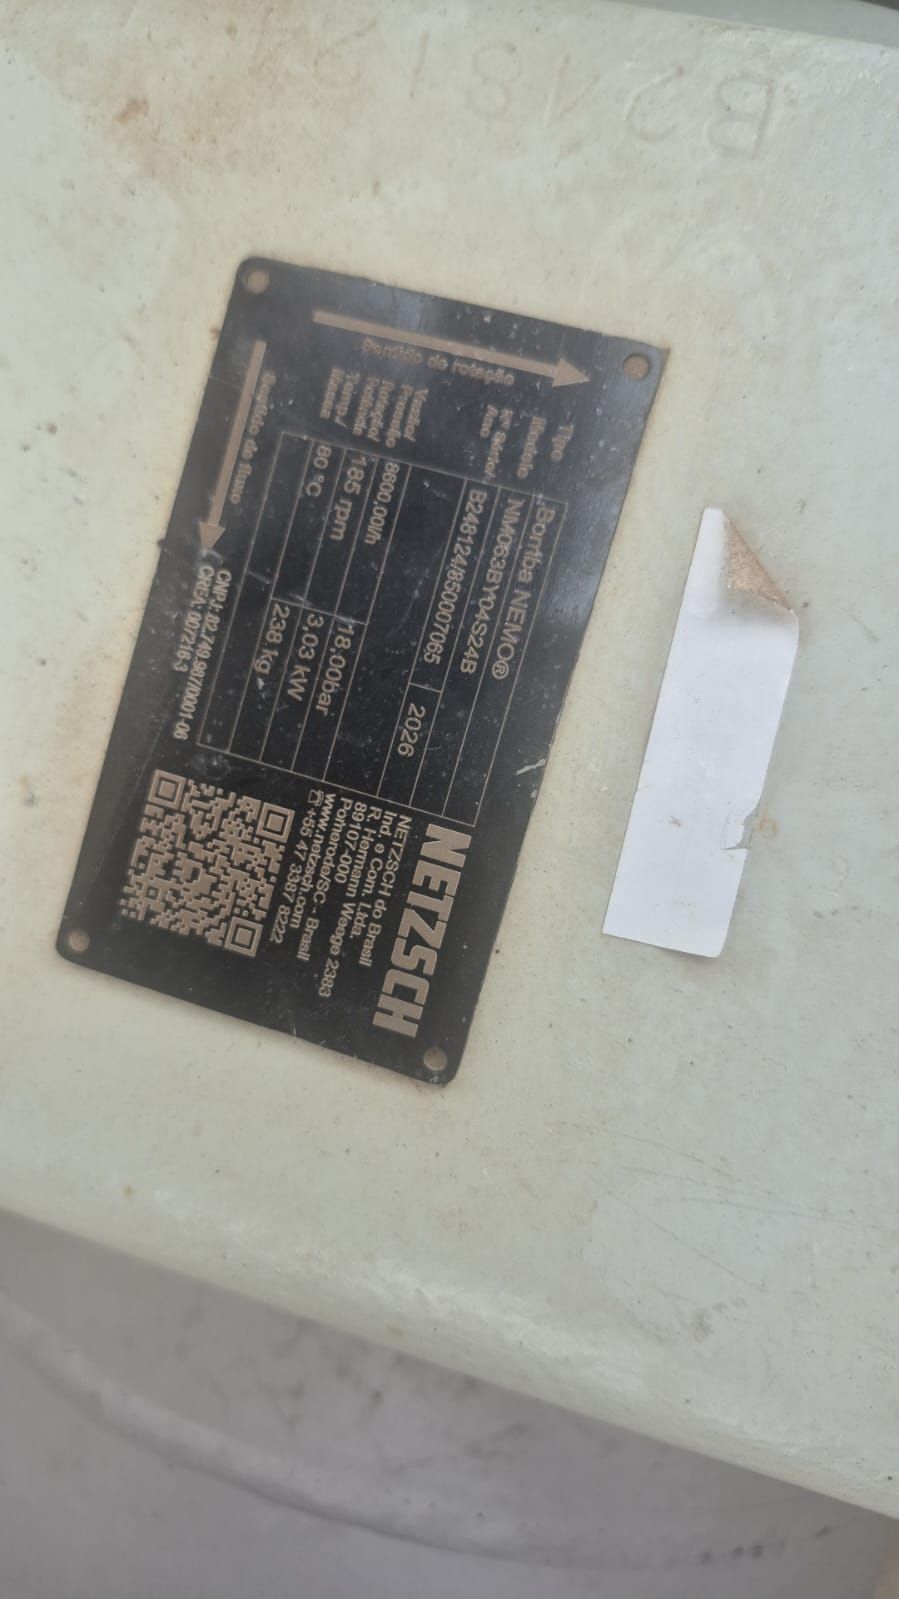 Sentido de rotação
Tipo Bomba NEMO®
Modelo NM063BY04S24B
Nº Série/ B248124/850007065
Ano 2026
Vazão/ 8600,00l/h
Pressão 18,00bar
Rotação/ 185 rpm
Potência 3.03 kW
Temp./ 80 °C
Massa 238 kg
Sentido de fluxo
CNPJ: 82.749.987/0001-06
CREA: 007216-3
NETZSCH
NETZSCH do Brasil
Ind. e Com. Ltda.
R. Hermann Weege 2383
89107-000
Pomerode/SC - Brasil
www.netzsch.com
☏ +55 47 3387 8222